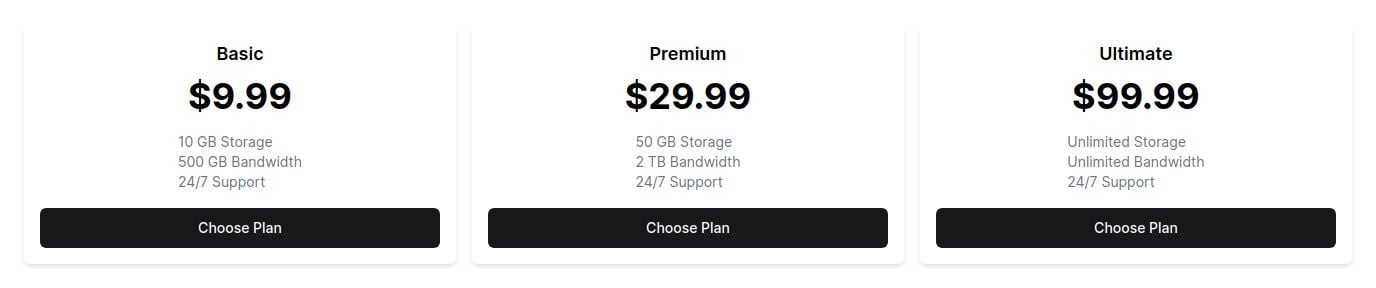 Basic
$9.99
10 GB Storage
500 GB Bandwidth
24/7 Support
Choose Plan
Premium
$29.99
50 GB Storage
2 TB Bandwidth
24/7 Support
Choose Plan
Ultimate
$99.99
Unlimited Storage
Unlimited Bandwidth
24/7 Support
Choose Plan